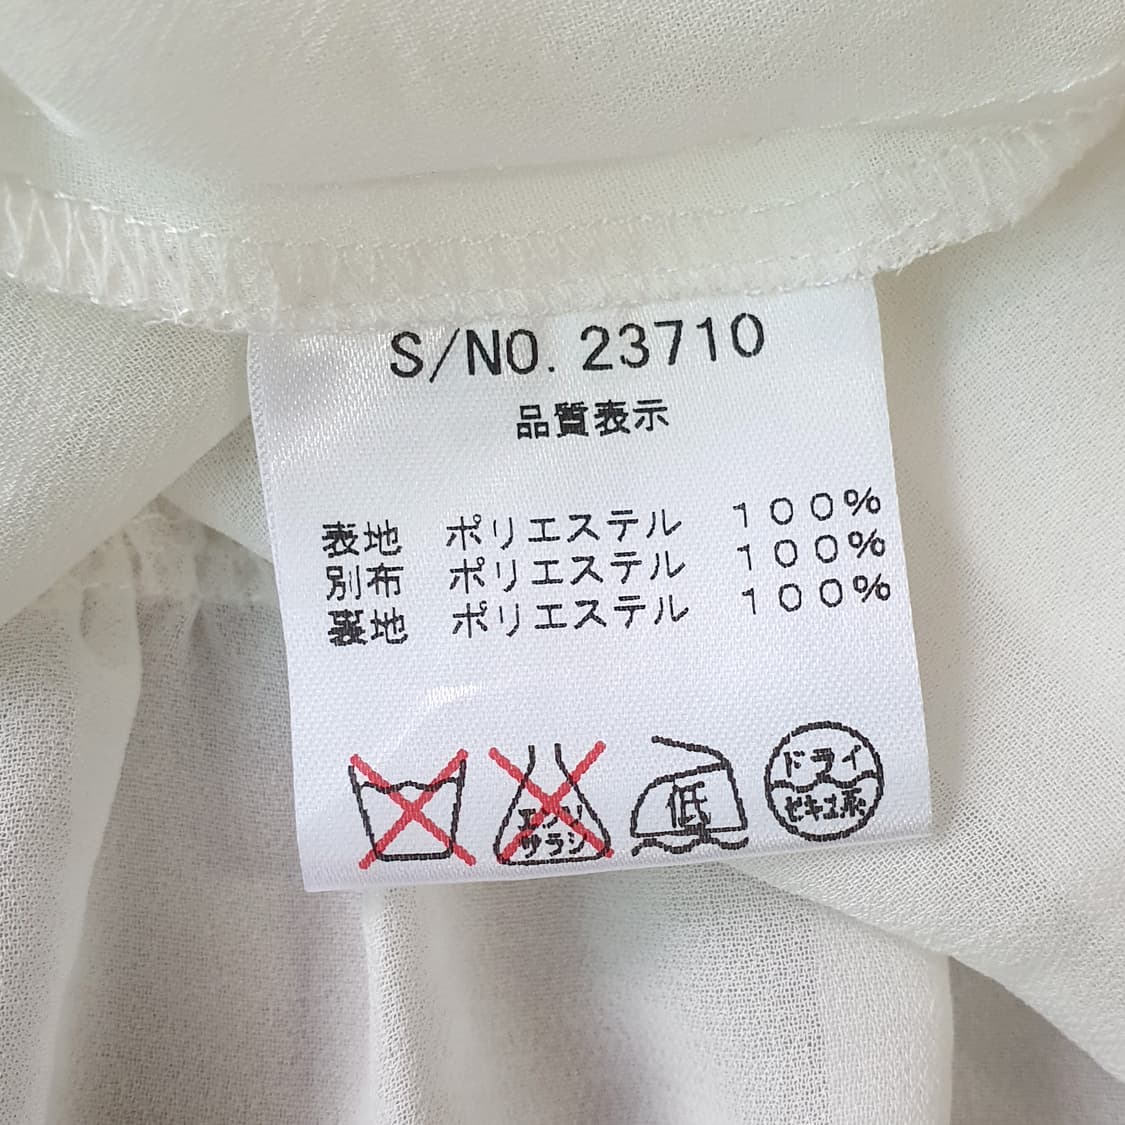 S/NO. 23710
品質表示
表地 ポリエステル 100%
別布 ポリエステル 100%
裏地 ポリエステル 100%
エンソ
サラシ
低
ドライ
セキユ系